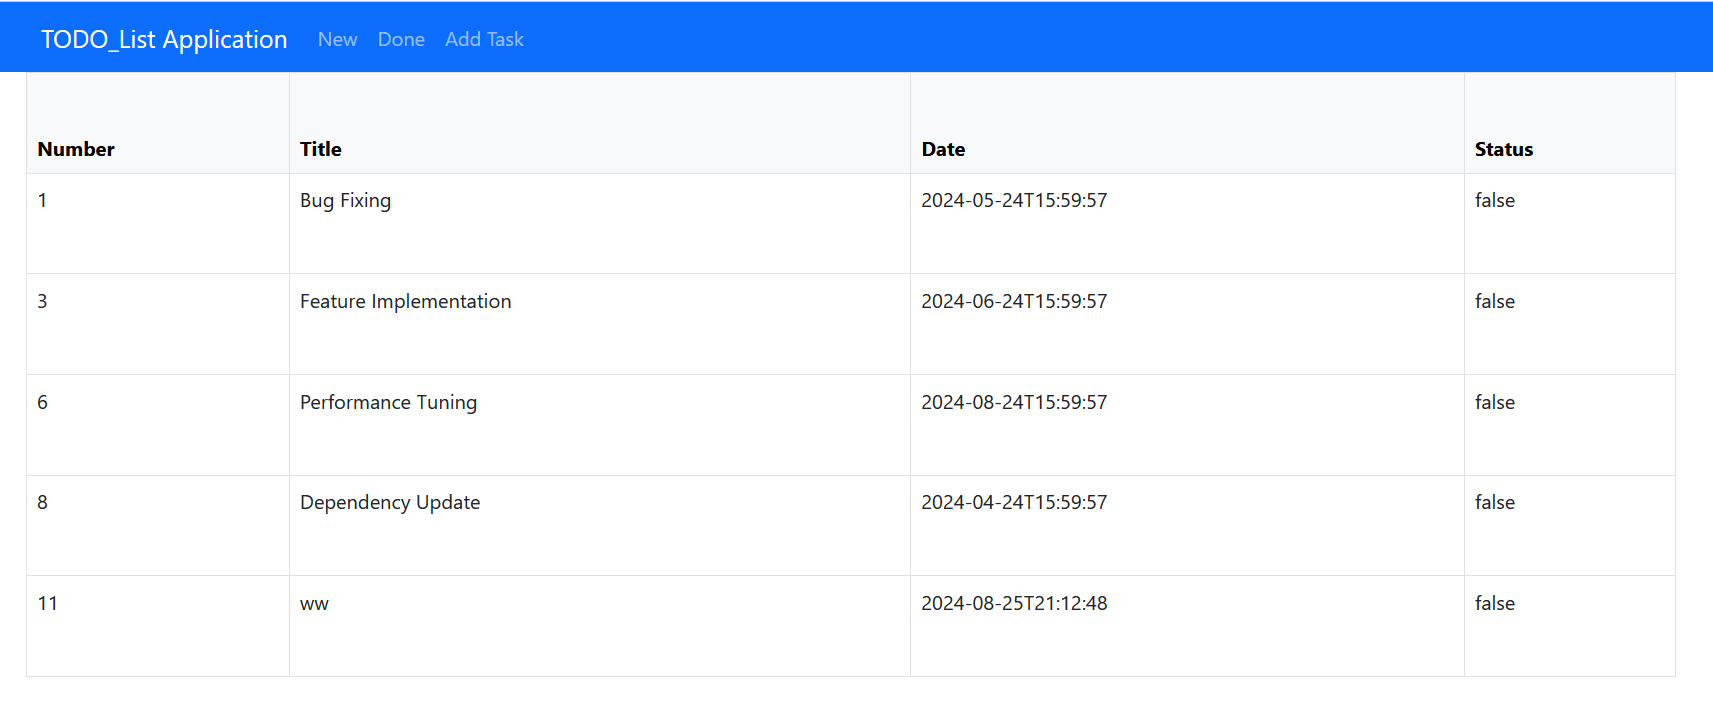 TODO_List Application New Done Add Task
Number Title Date Status
1 Bug Fixing 2024-05-24T15:59:57 false
3 Feature Implementation 2024-06-24T15:59:57 false
6 Performance Tuning 2024-08-24T15:59:57 false
8 Dependency Update 2024-04-24T15:59:57 false
11 ww 2024-08-25T21:12:48 false